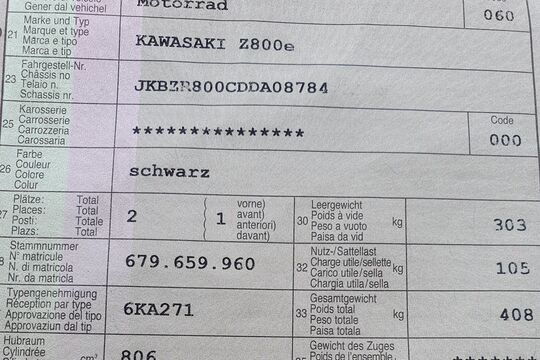 Gener dal vehichel
Motorrad
060
21
Marke und Typ
Marque et type
Marca e tipo
Marca e tip
KAWASAKI Z800e
23
Fahrgestell-Nr.
Châssis no
Telaio n.
Schassis nr.
JKBZR800CDDA08784
25
Karosserie
Carrosserie
Carrozzeria
Carossaria
***************
Code
000
26
Farbe
Couleur
Colore
Colur
schwarz
27
Plätze: Total
Places: Total
Posti: Totale
Plazs: Total
2
( 1
vorne)
avant)
anteriori)
davant)
30
Leergewicht
Poids à vide
Peso a vuoto
Paisa da vid
kg
303
Stammnummer
N° matricule
N. di matricola
Nr. da matricla
679.659.960
32
Nutz-/Sattellast
Charge utile/sellette
Carico utile/sella
Chargia utila/sella
kg
105
Typengenehmigung
Réception par type
Approvazione del tipo
Approvaziun dal tip
6KA271
33
Gesamtgewicht
Poids total
Peso totale
Paisa totala
kg
408
Hubraum
Cylindrée
cm³
806
35
Gewicht des Zuges
Poids de l'ensemble
kg